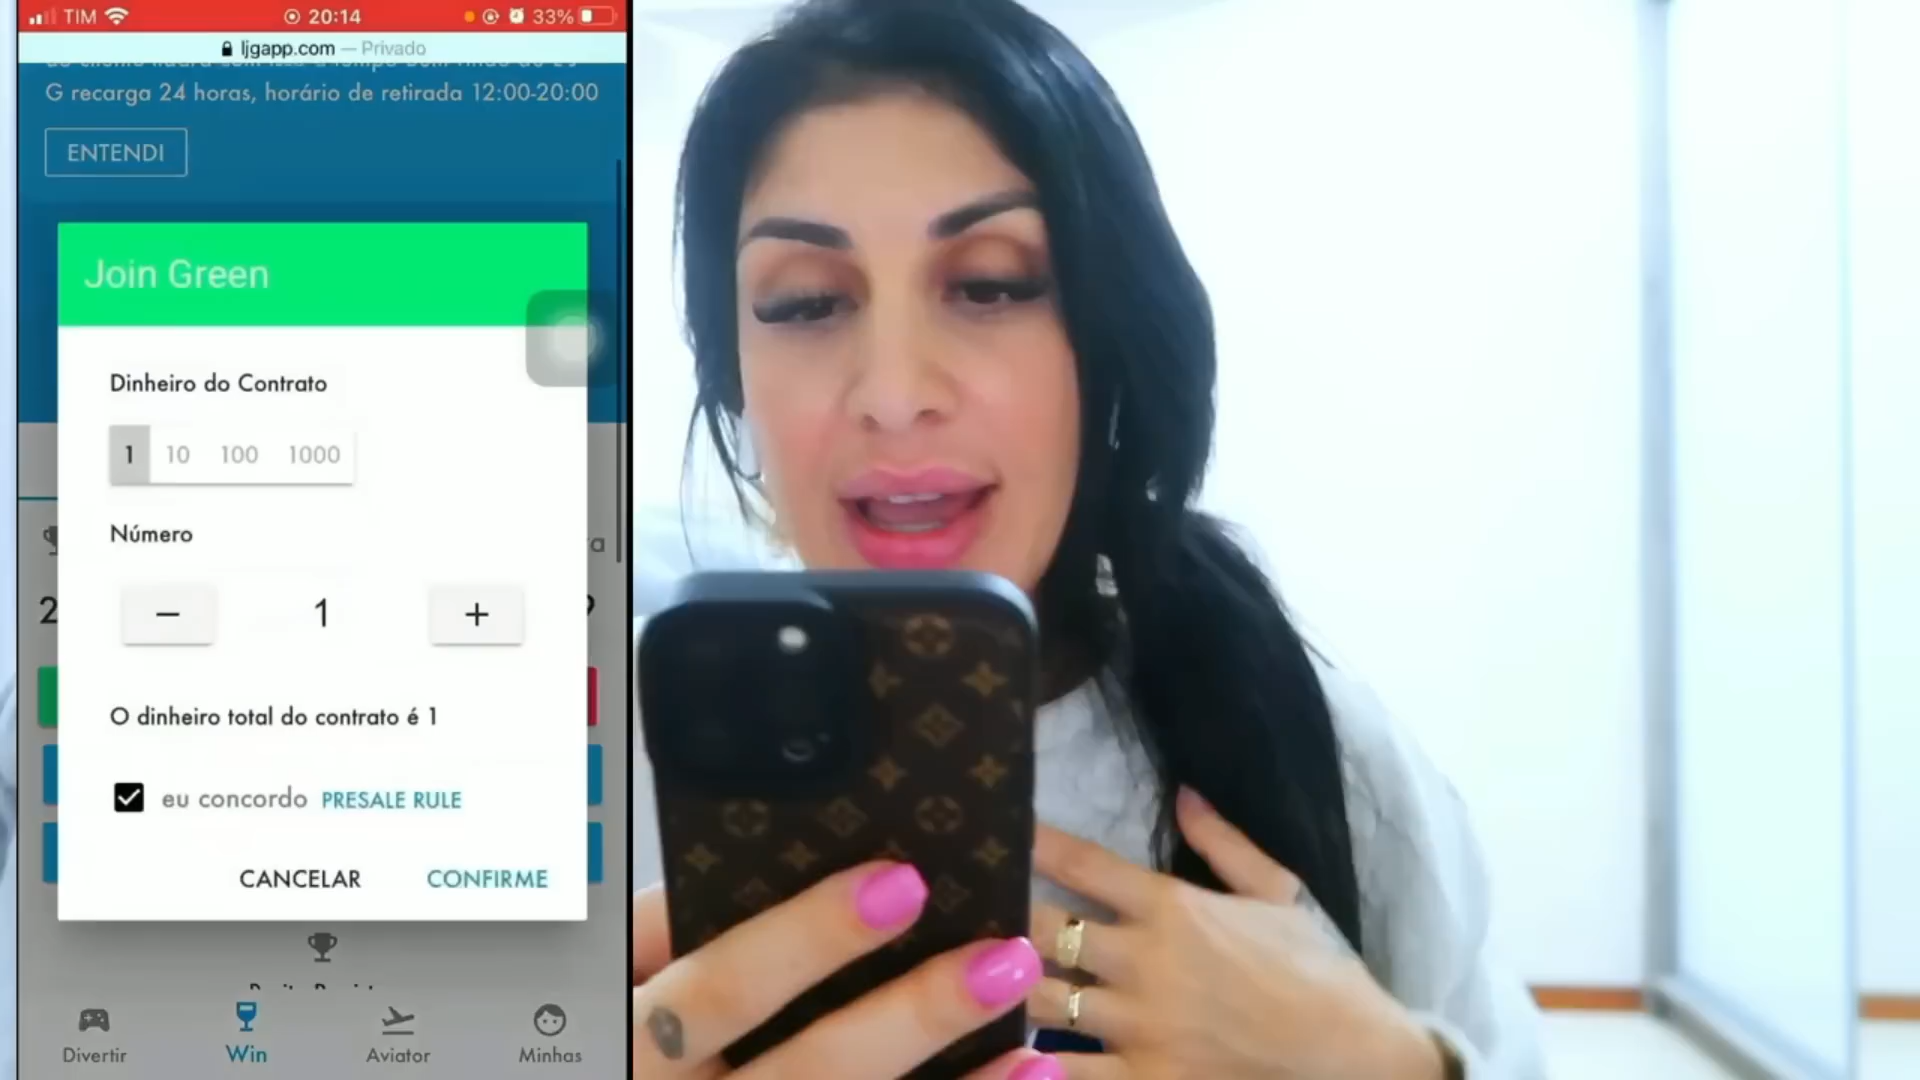 TIM 20:14 33%
ljgapp.com — Privado
G recarga 24 horas, horário de retirada 12:00-20:00
ENTENDI
Join Green
Dinheiro do Contrato
1 10 100 1000
Número
− 1 +
O dinheiro total do contrato é 1
eu concordo PRESALE RULE
CANCELAR CONFIRME
Divertir Win Aviator Minhas